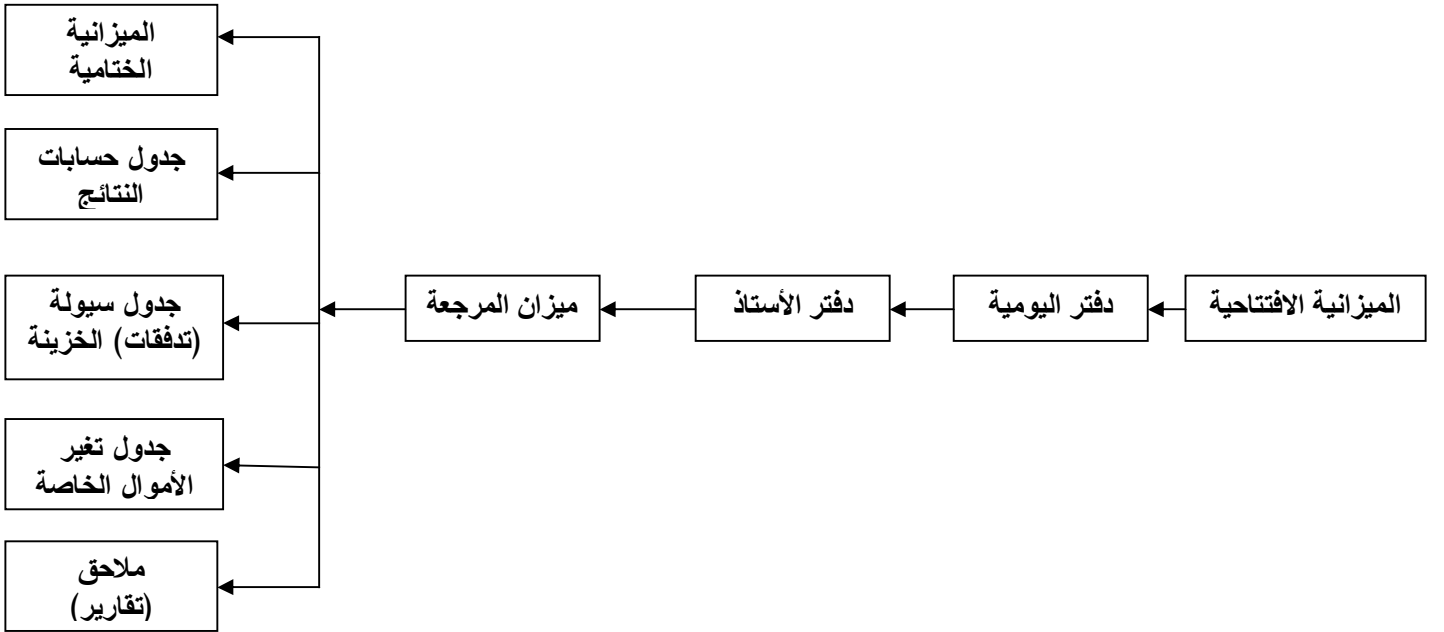 الميزانية
الختامية
جدول حسابات
النتائج
الميزانية الافتتاحية
دفتر اليومية
دفتر الأستاذ
ميزان المرجعة
جدول سيولة
(تدفقات) الخزينة
جدول تغير
الأموال الخاصة
ملاحق
(تقارير)